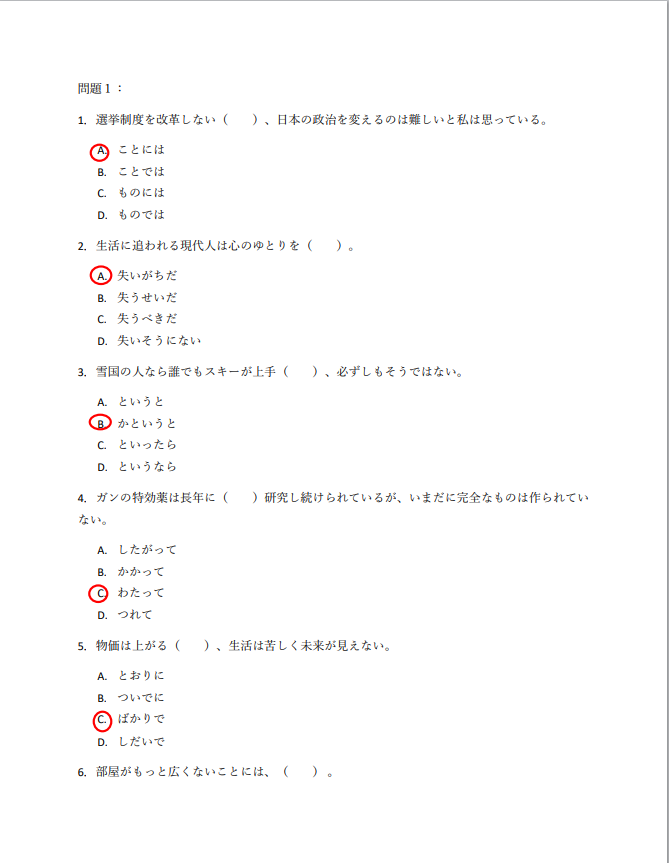 問題１：
1. 選挙制度を改革しない（　　）、日本の政治を変えるのは難しいと私は思っている。
A. ことには
B. ことでは
C. ものには
D. ものでは
2. 生活に追われる現代人は心のゆとりを（　　）。
A. 失いがちだ
B. 失うせいだ
C. 失うべきだ
D. 失いそうにない
3. 雪国の人なら誰でもスキーが上手（　　）、必ずしもそうではない。
A. というと
B. かというと
C. といったら
D. というなら
4. ガンの特効薬は長年に（　　）研究し続けられているが、いまだに完全なものは作られてい
ない。
A. したがって
B. かかって
C. わたって
D. つれて
5. 物価は上がる（　　）、生活は苦しく未来が見えない。
A. とおりに
B. ついでに
C. ばかりで
D. しだいで
6. 部屋がもっと広くないことには、（　　）。